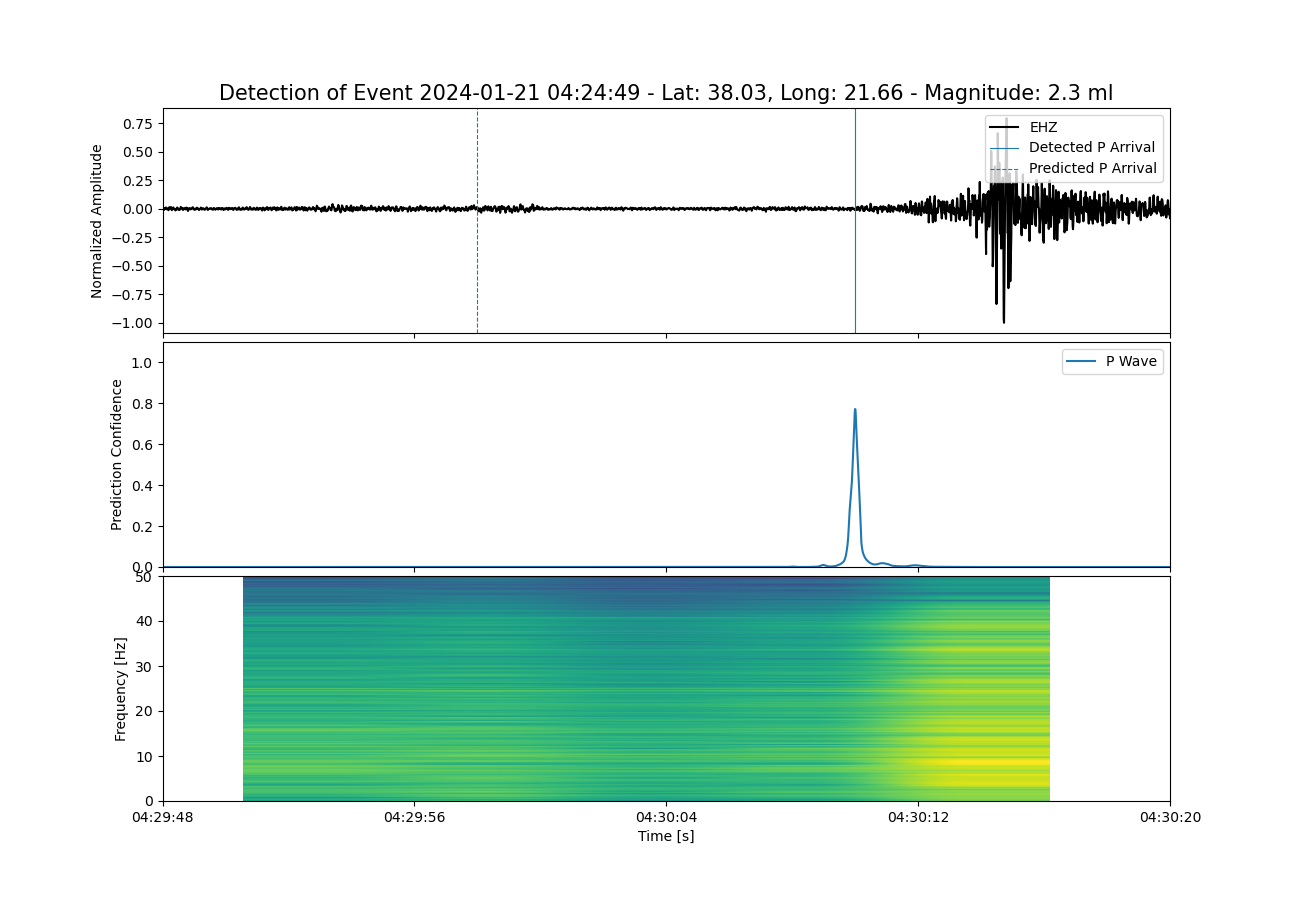 Detection of Event 2024-01-21 04:24:49 - Lat: 38.03, Long: 21.66 - Magnitude: 2.3 ml
Normalized Amplitude
0.75
0.50
0.25
0.00
−0.25
−0.50
−0.75
−1.00
EHZ
Detected P Arrival
Predicted P Arrival
Prediction Confidence
1.0
0.8
0.6
0.4
0.2
0.0
P Wave
Frequency [Hz]
50
40
30
20
10
0
04:29:48 04:29:56 04:30:04 04:30:12 04:30:20
Time [s]